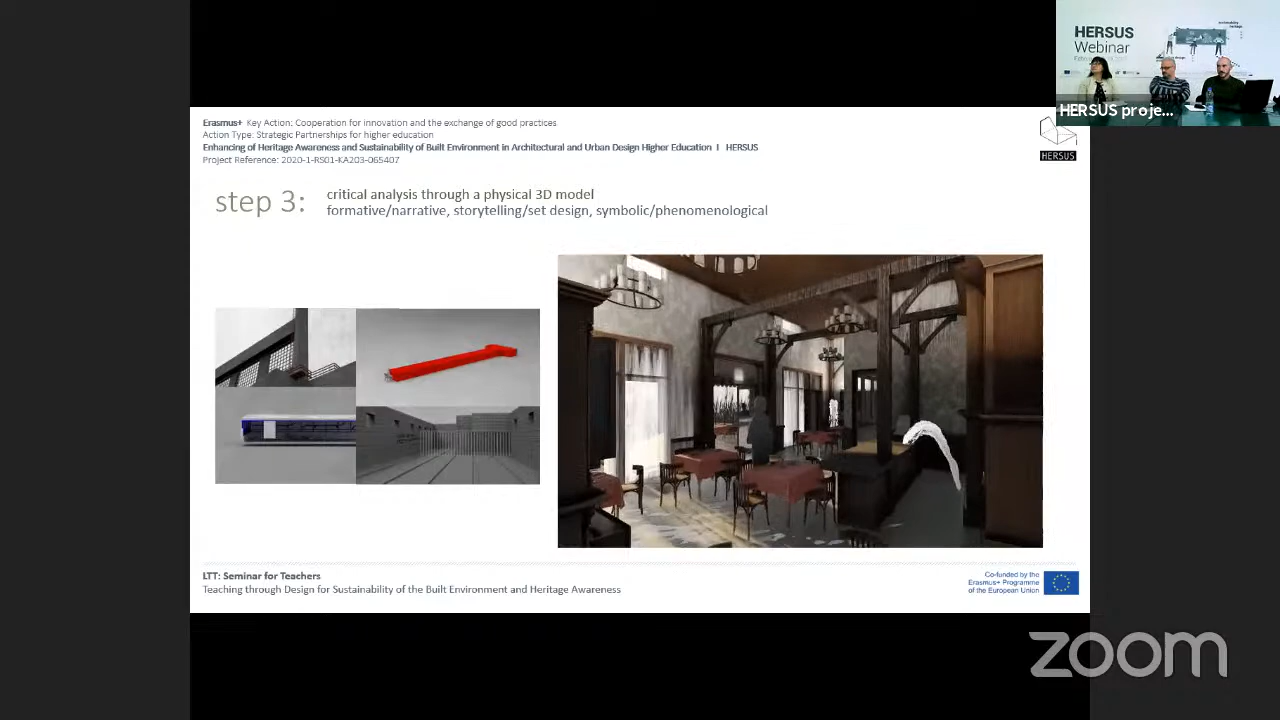 HERSUS
Webinar
HERSUS proje...
Erasmus+ Key Action: Cooperation for innovation and the exchange of good practices
Action Type: Strategic Partnerships for higher education
Enhancing of Heritage Awareness and Sustainability of Built Environment in Architectural and Urban Design Higher Education I HERSUS
Project Reference: 2020-1-RS01-KA203-065407
HERSUS
step 3:
critical analysis through a physical 3D model
formative/narrative, storytelling/set design, symbolic/phenomenological
LTT: Seminar for Teachers
Teaching through Design for Sustainability of the Built Environment and Heritage Awareness
Co-funded by the
Erasmus+ Programme
of the European Union
zoom